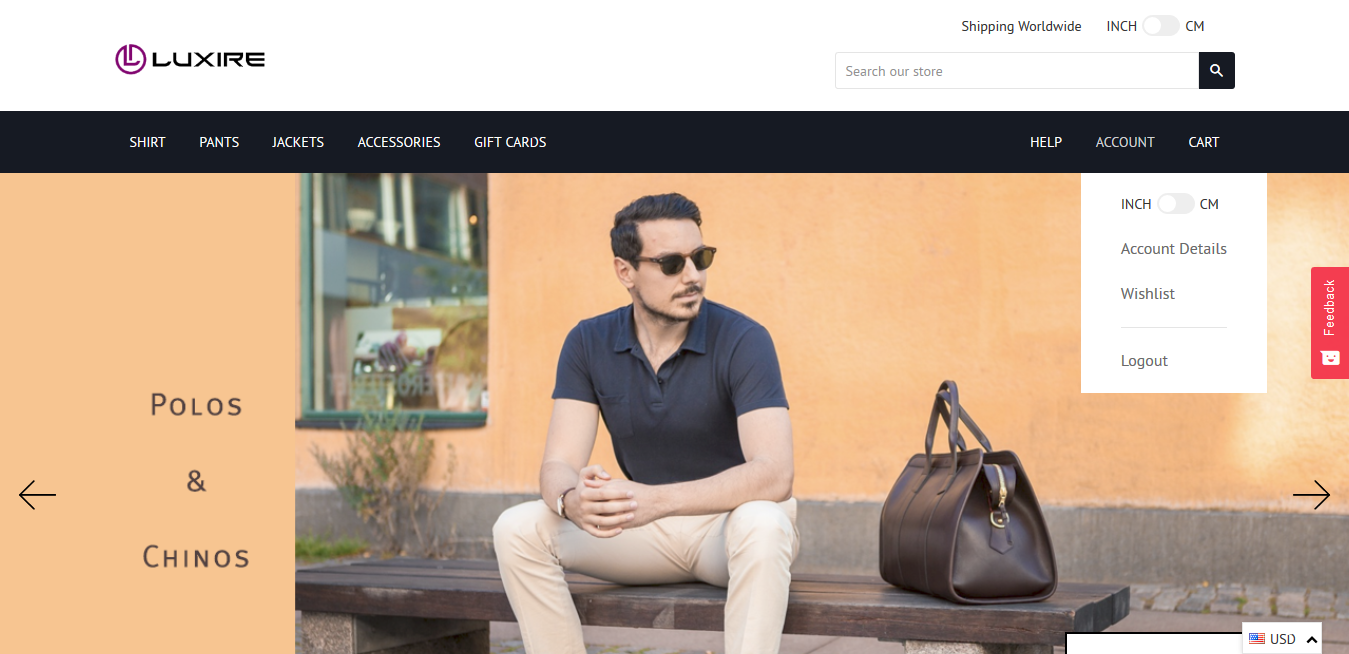 Shipping Worldwide INCH CM
LUXIRE
Search our store
SHIRT PANTS JACKETS ACCESSORIES GIFT CARDS HELP ACCOUNT CART
INCH CM
Account Details
Wishlist
Logout
Feedback
POLOS
&
CHINOS
USD